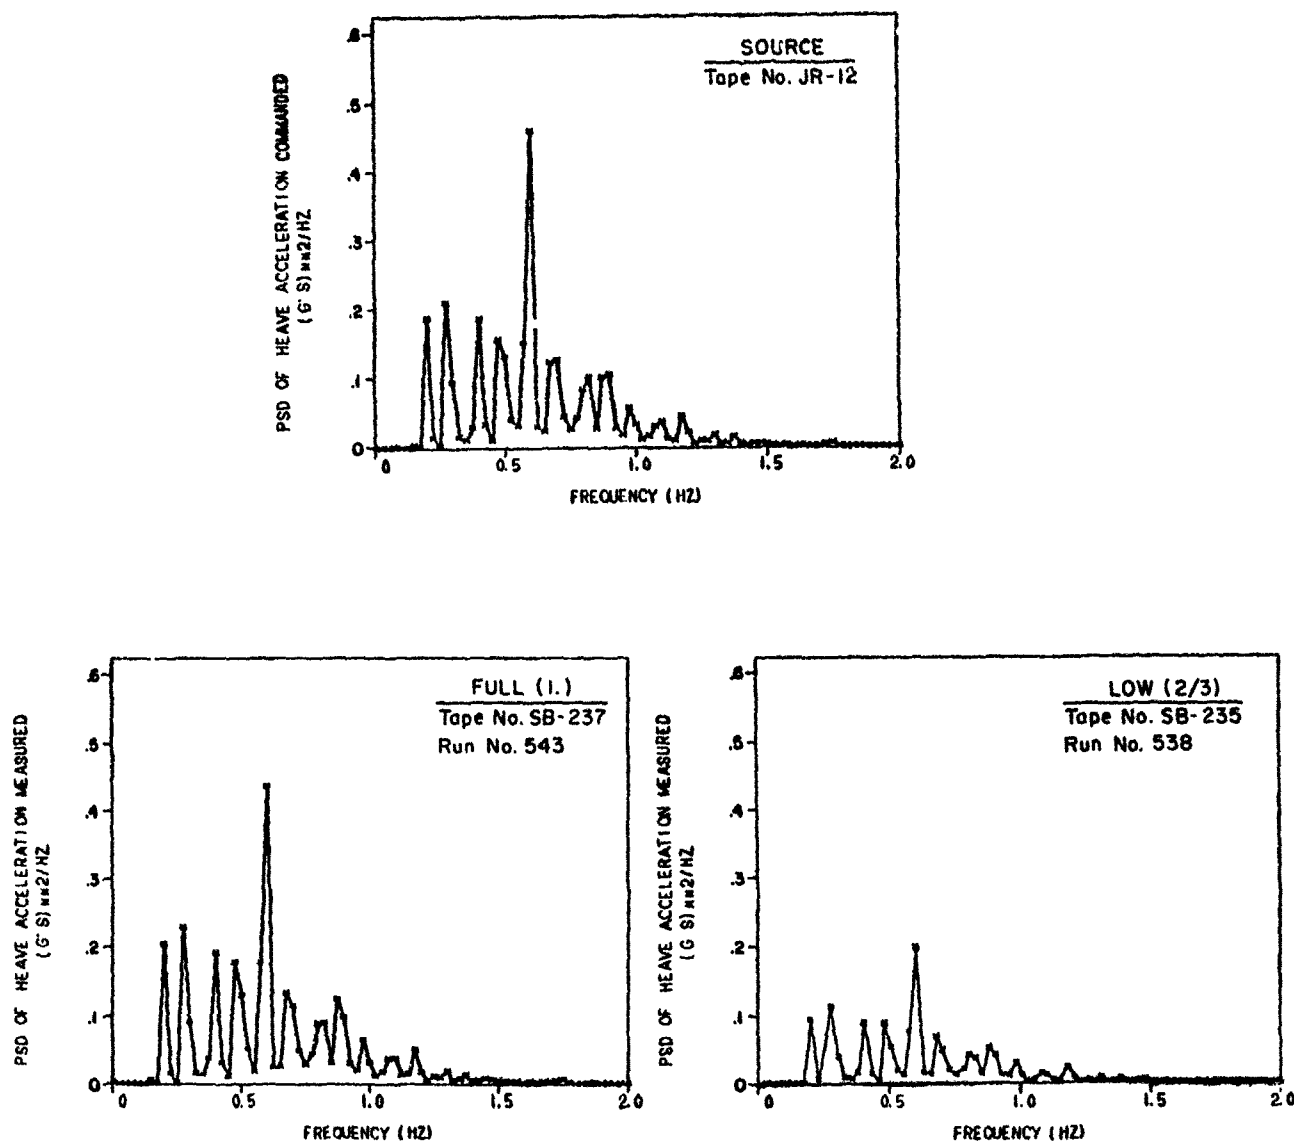 SOURCE
Tape No. JR-12
PSD OF HEAVE ACCELERATION COMMANDED
(G'S)**2/HZ
.6
.5
.4
.3
.2
.1
0
0 0.5 1.0 1.5 2.0
FREQUENCY (HZ)
FULL (1.)
Tape No. SB-237
Run No. 543
PSD OF HEAVE ACCELERATION MEASURED
(G'S)**2/HZ
.6
.5
.4
.3
.2
.1
0
0 0.5 1.0 1.5 2.0
FREQUENCY (HZ)
LOW (2/3)
Tape No. SB-235
Run No. 538
PSD OF HEAVE ACCELERATION MEASURED
(G S)**2/HZ
.6
.5
.4
.3
.2
.1
0
0 0.5 1.0 1.5 2.0
FREQUENCY (HZ)